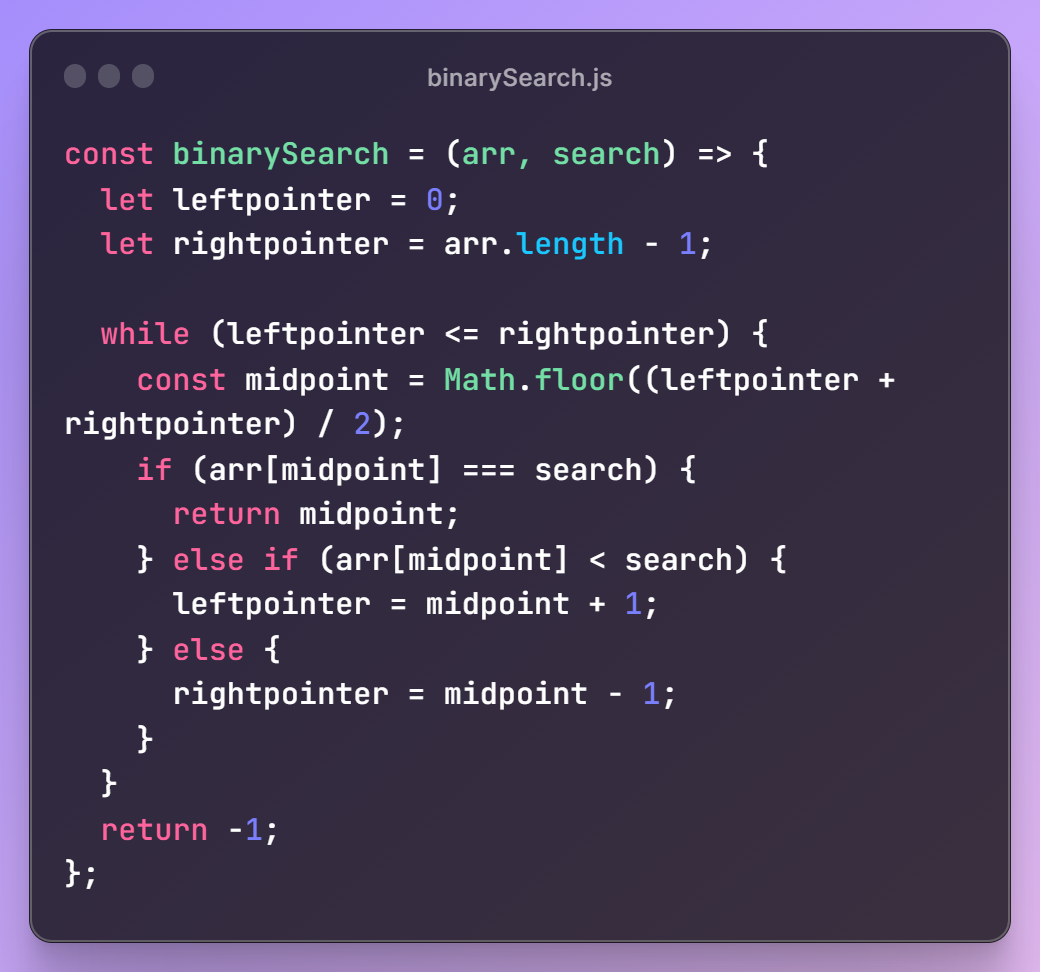 binarySearch.js
const binarySearch = (arr, search) => {
  let leftpointer = 0;
  let rightpointer = arr.length - 1;

  while (leftpointer <= rightpointer) {
    const midpoint = Math.floor((leftpointer +
rightpointer) / 2);
    if (arr[midpoint] === search) {
      return midpoint;
    } else if (arr[midpoint] < search) {
      leftpointer = midpoint + 1;
    } else {
      rightpointer = midpoint - 1;
    }
  }
  return -1;
};